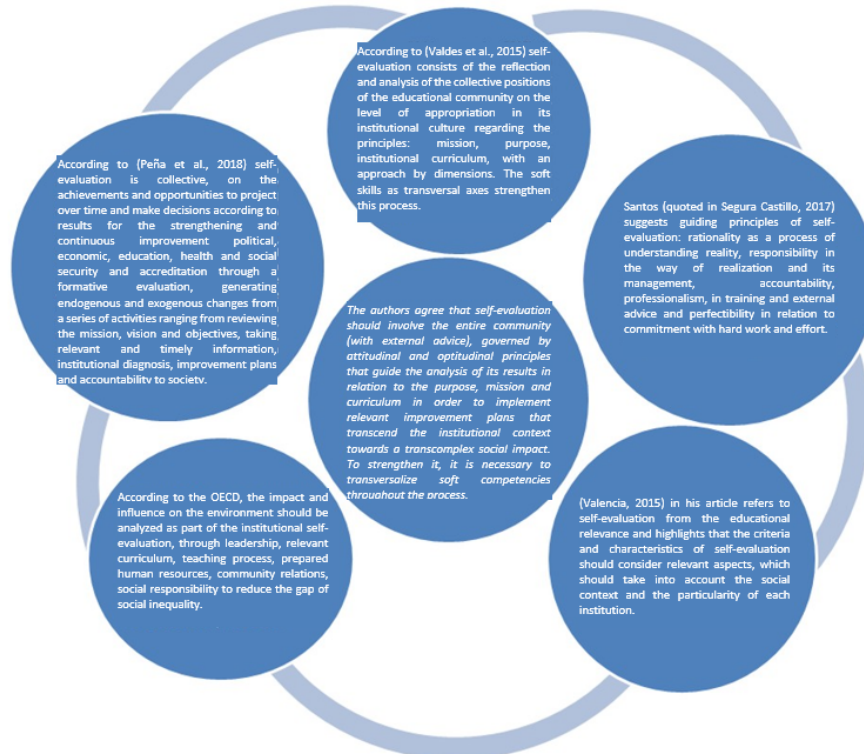 According to (Valdes et al., 2015) self-
evaluation consists of the reflection
and analysis of the collective positions
of the educational community on the
level of appropriation in its
institutional culture regarding the
principles: mission, purpose,
institutional curriculum, with an
approach by dimensions. The soft
skills as transversal axes strengthen
this process.
According to (Peña et al., 2018) self-
evaluation is collective, on the
achievements and opportunities to project
over time and make decisions according to
results for the strengthening and
continuous improvement political,
economic, education, health and social
security and accreditation through a
formative evaluation, generating
endogenous and exogenous changes from
a series of activities ranging from reviewing
the mission, vision and objectives, taking
relevant and timely information,
institutional diagnosis, improvement plans
and accountability to society.
Santos (quoted in Segura Castillo, 2017)
suggests guiding principles of self-
evaluation: rationality as a process of
understanding reality, responsibility in
the way of realization and its
management, accountability,
professionalism, in training and external
advice and perfectibility in relation to
commitment with hard work and effort.
The authors agree that self-evaluation
should involve the entire community
(with external advice), governed by
attitudinal and optitudinal principles
that guide the analysis of its results in
relation to the purpose, mission and
curriculum in order to implement
relevant improvement plans that
transcend the institutional context
towards a transcomplex social impact.
To strengthen it, it is necessary to
transversalize soft competencies
throughout the process.
According to the OECD, the impact and
influence on the environment should be
analyzed as part of the institutional self-
evaluation, through leadership, relevant
curriculum, teaching process, prepared
human resources, community relations,
social responsibility to reduce the gap of
social inequality.
(Valencia, 2015) in his article refers to
self-evaluation from the educational
relevance and highlights that the criteria
and characteristics of self-evaluation
should consider relevant aspects, which
should take into account the social
context and the particularity of each
institution.